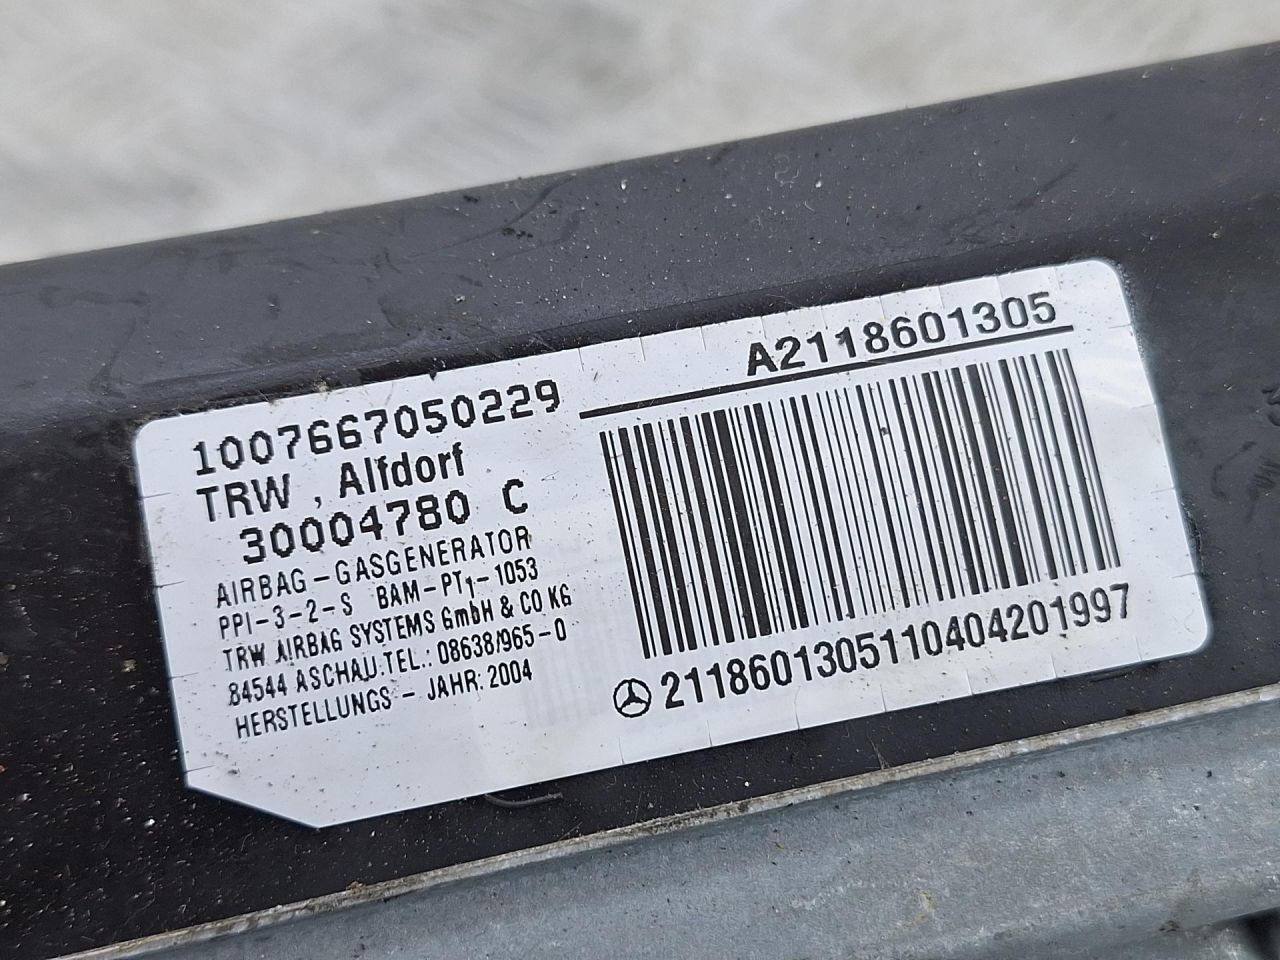 A2118601305
1007667050229
TRW , Alfdorf
30004780 C
AIRBAG-GASGENERATOR
PPI-3-2-S BAM-PT1-1053
TRW AIRBAG SYSTEMS GmbH & CO KG
84544 ASCHAU.TEL.: 08638/965-0
HERSTELLUNGS-JAHR: 2004
2118601305110404201997